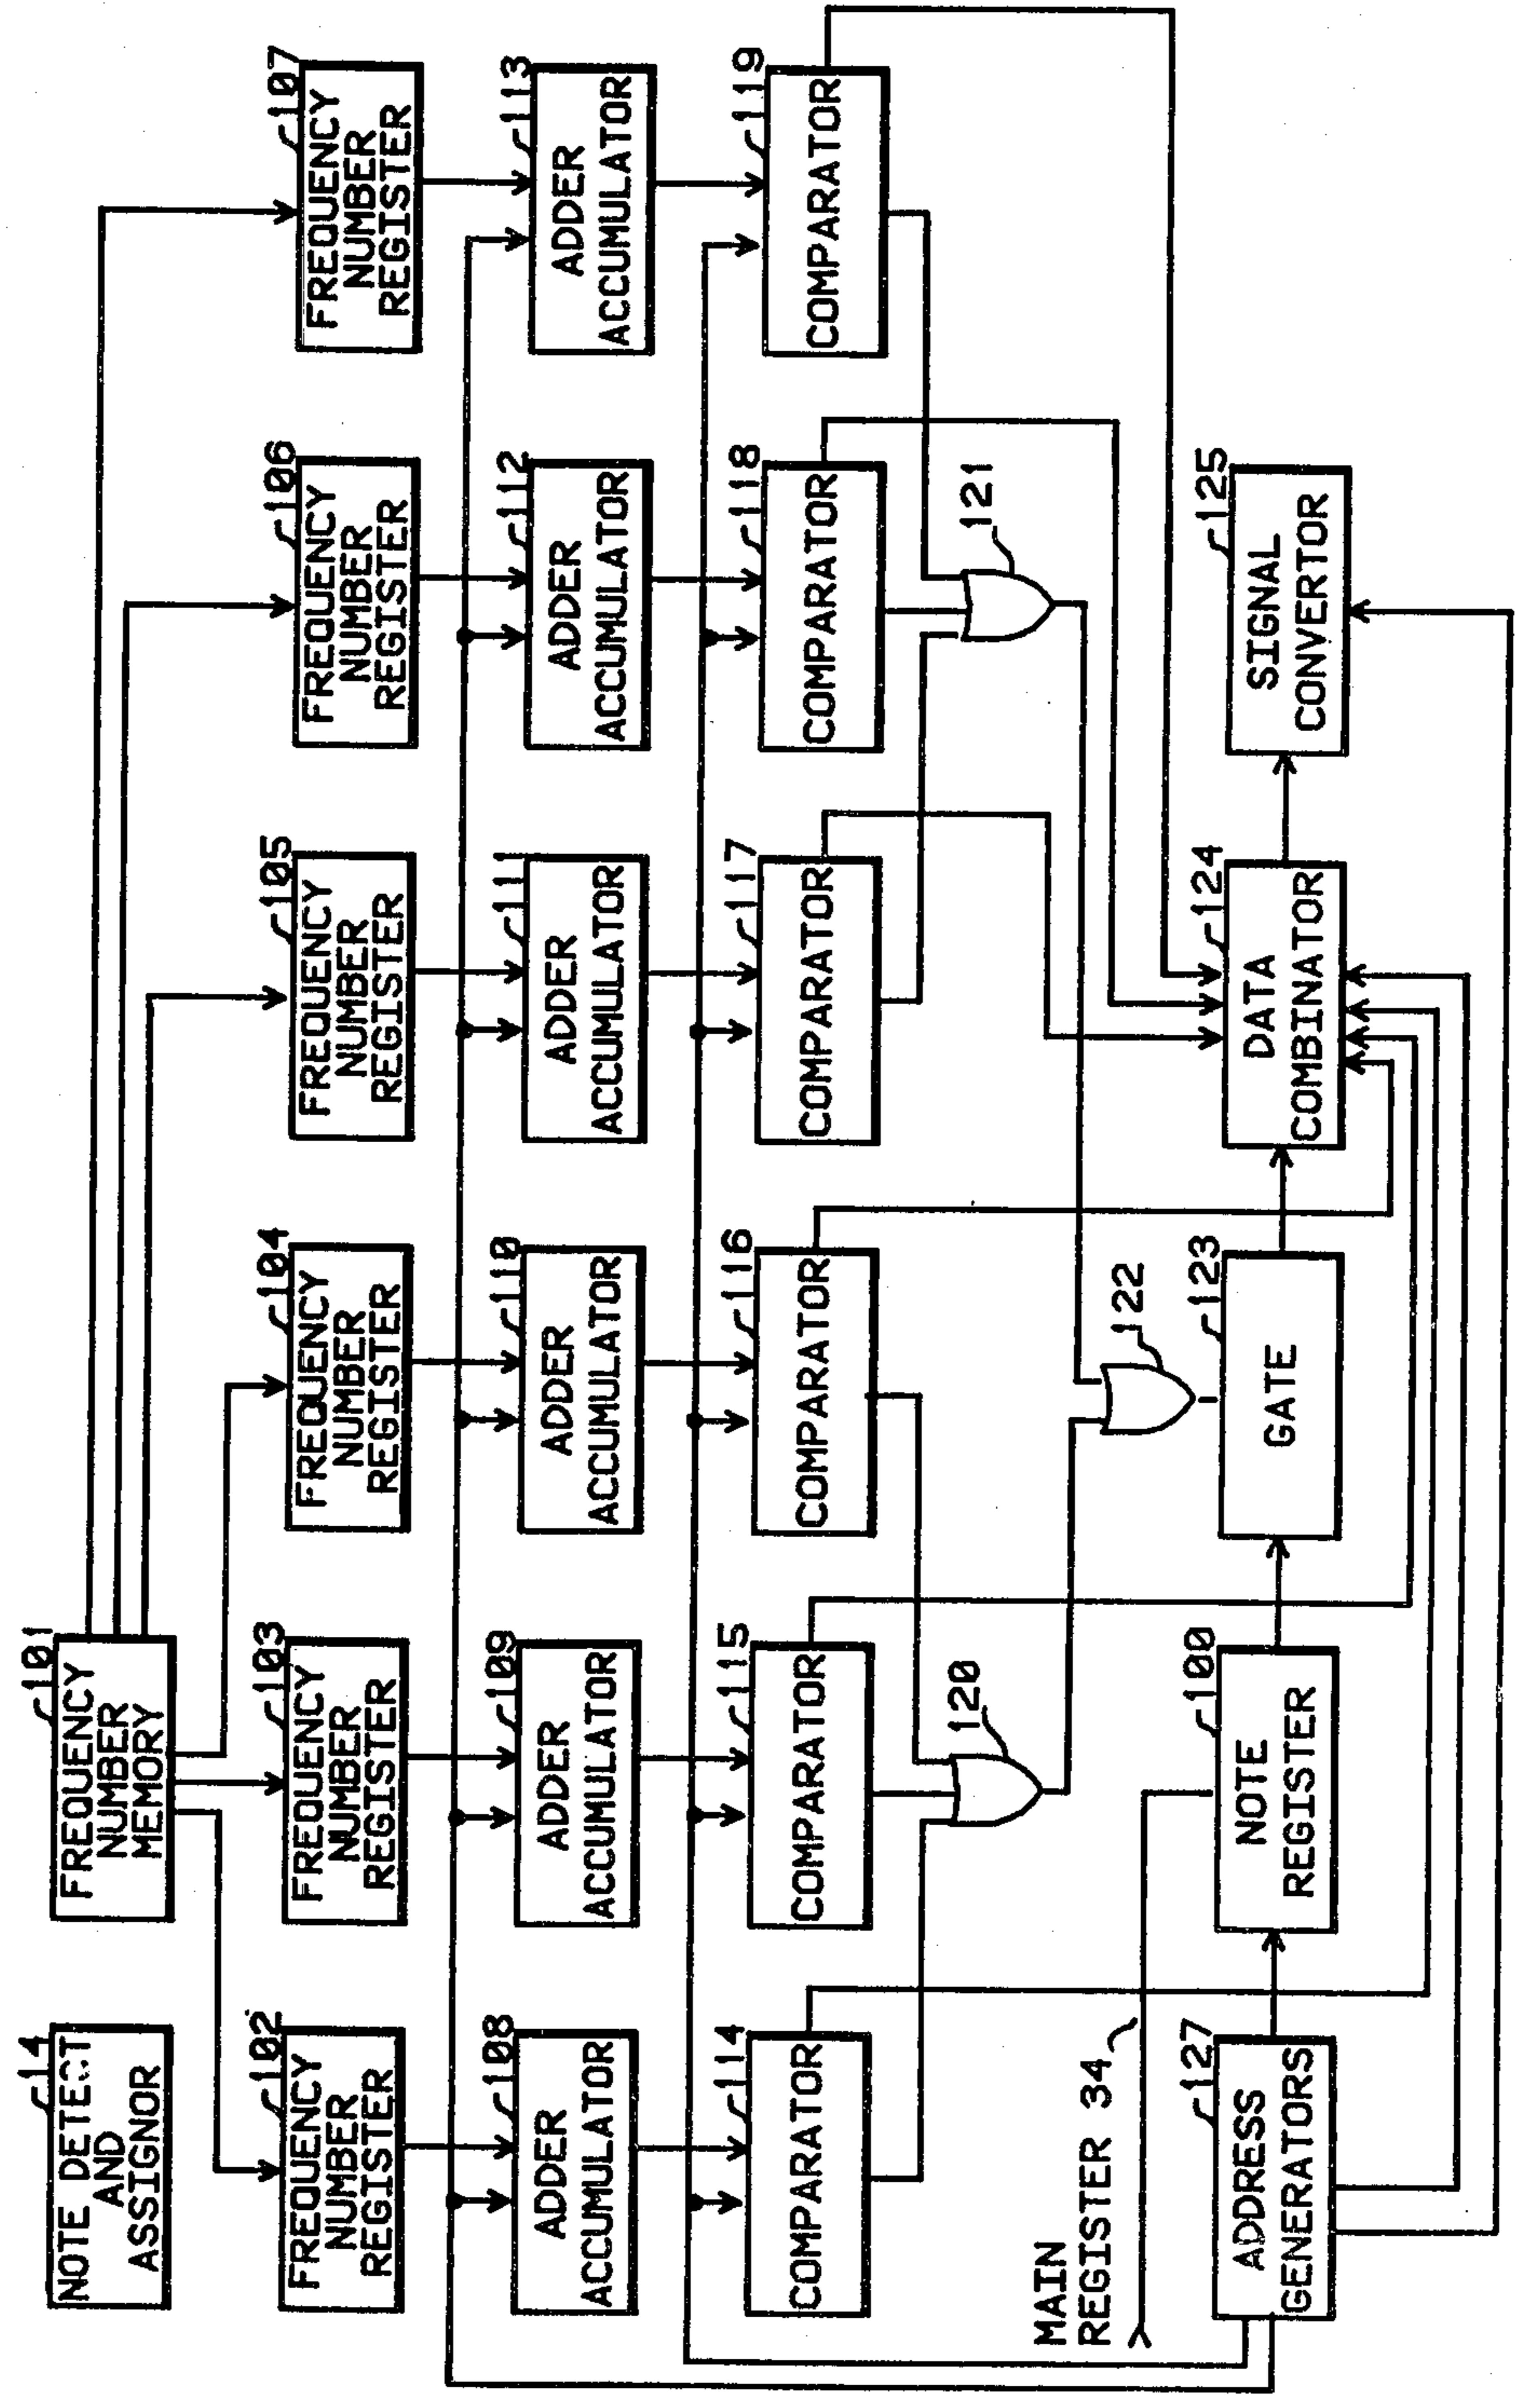 14
NOTE DETECT
AND
ASSIGNOR
101
FREQUENCY
NUMBER
MEMORY
102
FREQUENCY
NUMBER
REGISTER
103
FREQUENCY
NUMBER
REGISTER
104
FREQUENCY
NUMBER
REGISTER
105
FREQUENCY
NUMBER
REGISTER
106
FREQUENCY
NUMBER
REGISTER
107
FREQUENCY
NUMBER
REGISTER
108
ADDER
ACCUMULATOR
109
ADDER
ACCUMULATOR
110
ADDER
ACCUMULATOR
111
ADDER
ACCUMULATOR
112
ADDER
ACCUMULATOR
113
ADDER
ACCUMULATOR
114
COMPARATOR
115
COMPARATOR
116
COMPARATOR
117
COMPARATOR
118
COMPARATOR
119
COMPARATOR
120
121
122
MAIN
REGISTER 34
127
ADDRESS
GENERATORS
100
NOTE
REGISTER
123
GATE
124
DATA
COMBINATOR
125
SIGNAL
CONVERTOR